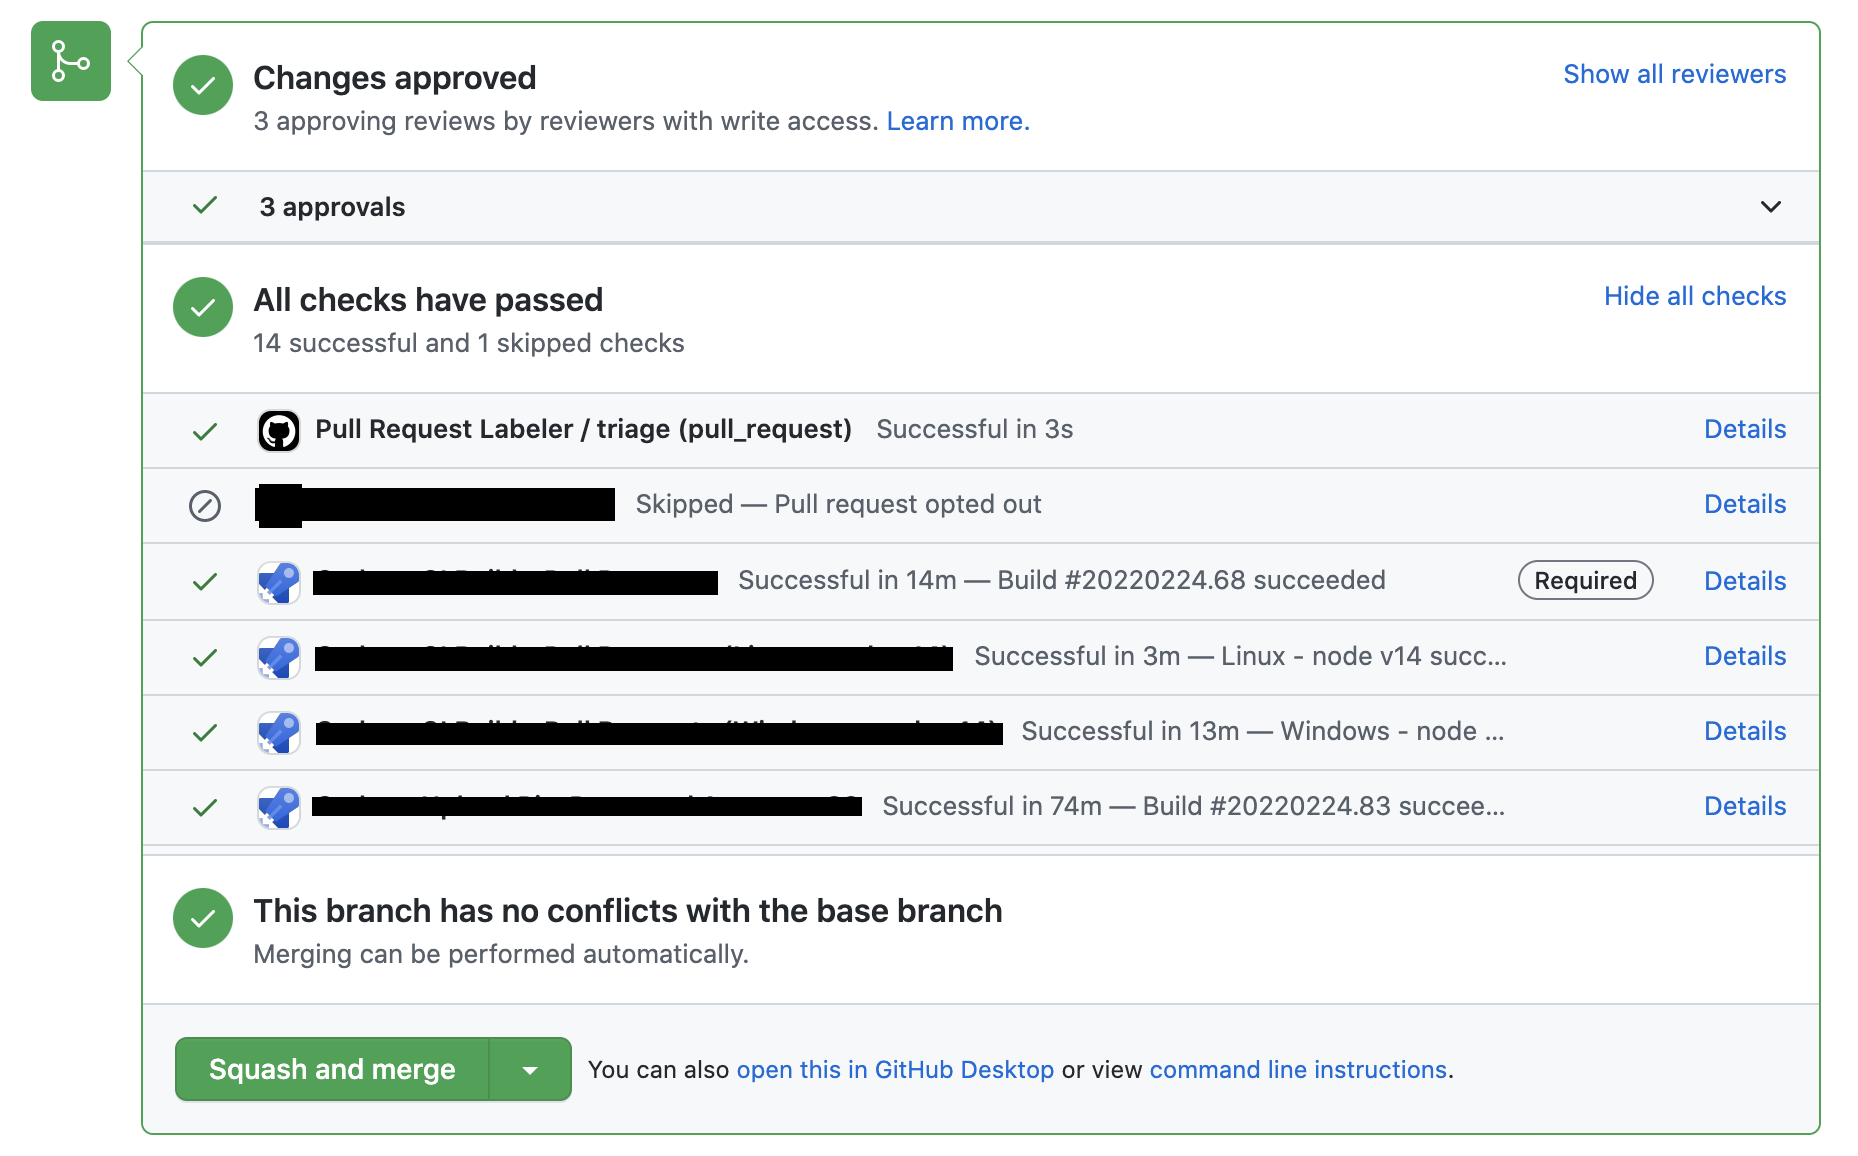 Changes approved
Show all reviewers
3 approving reviews by reviewers with write access. Learn more.
3 approvals
All checks have passed
Hide all checks
14 successful and 1 skipped checks
Pull Request Labeler / triage (pull_request) Successful in 3s Details
Skipped — Pull request opted out Details
Successful in 14m — Build #20220224.68 succeeded Required Details
Successful in 3m — Linux - node v14 succ... Details
Successful in 13m — Windows - node ... Details
Successful in 74m — Build #20220224.83 succee... Details
This branch has no conflicts with the base branch
Merging can be performed automatically.
Squash and merge You can also open this in GitHub Desktop or view command line instructions.